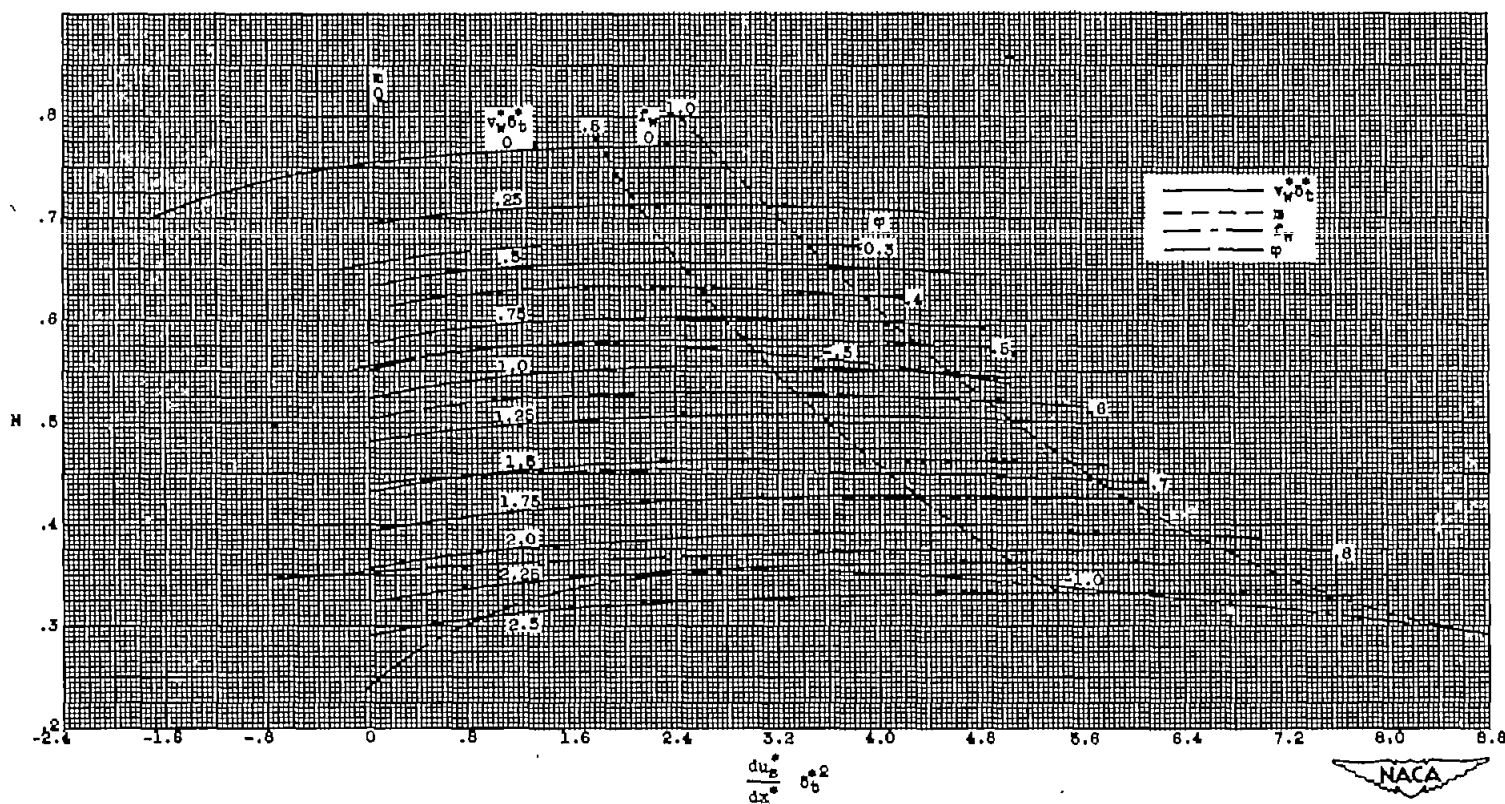 m
0
v_w^*δ_t^*
0
f_w
0
.5
1.0
.25
φ
0.3
.5
.4
.75
.5
-.5
1.0
.6
1.25
1.5
.7
1.75
2.0
.8
2.25
-1.0
2.5
v_w^*δ_t^*
m
f_w
φ
.8
.7
.6
.5
.4
.3
.2
N
-2.4 -1.6 -.8 0 .8 1.6 2.4 3.2 4.0 4.8 5.6 6.4 7.2 8.0 8.8
du_s^*
dx^* δ_t^{*2}
NACA